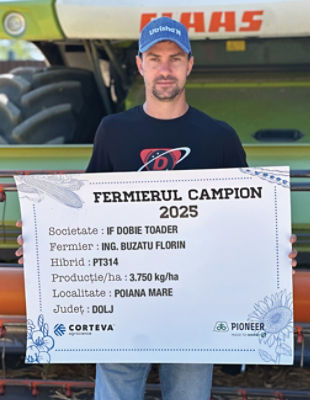 CLAAS
Utrisha N
FERMIERUL CAMPION
2025
Societate : IF DOBIE TOADER
Fermier : ING. BUZATU FLORIN
Hibrid : PT314
Producție/ha : 3.750 kg/ha
Localitate : POIANA MARE
Județ : DOLJ
CORTEVA
agriscience
PIONEER